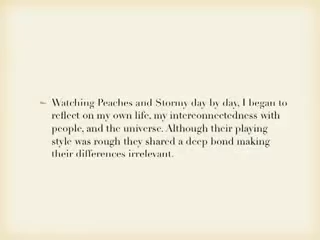 Watching Peaches and Stormy day by day, I began to
reflect on my own life, my interconnectedness with
people, and the universe. Although their playing
style was rough they shared a deep bond making
their differences irrelevant.